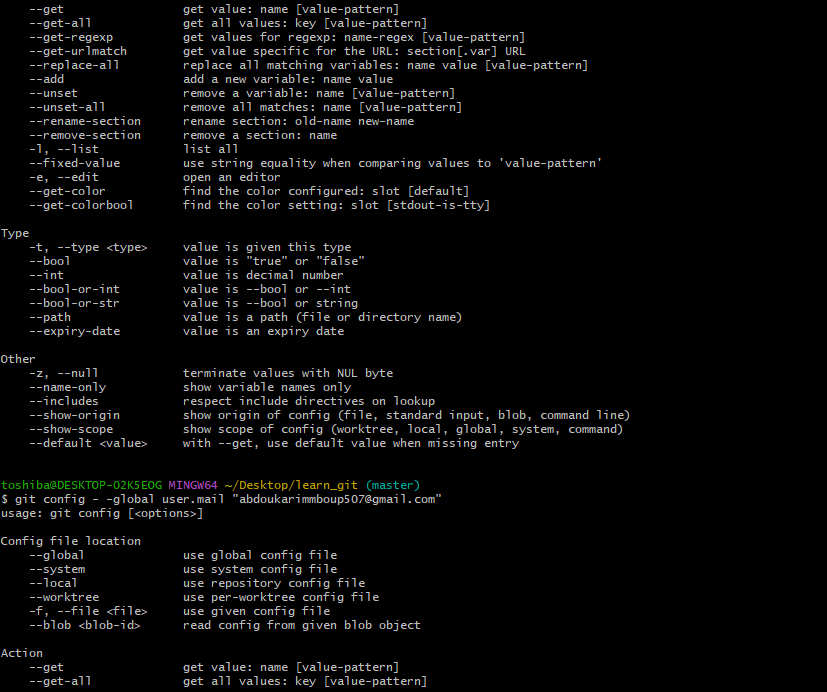 --get get value: name [value-pattern]
--get-all get all values: key [value-pattern]
--get-regexp get values for regexp: name-regex [value-pattern]
--get-urlmatch get value specific for the URL: section[.var] URL
--replace-all replace all matching variables: name value [value-pattern]
--add add a new variable: name value
--unset remove a variable: name [value-pattern]
--unset-all remove all matches: name [value-pattern]
--rename-section rename section: old-name new-name
--remove-section remove a section: name
-l, --list list all
--fixed-value use string equality when comparing values to 'value-pattern'
-e, --edit open an editor
--get-color find the color configured: slot [default]
--get-colorbool find the color setting: slot [stdout-is-tty]
Type
-t, --type <type> value is given this type
--bool value is "true" or "false"
--int value is decimal number
--bool-or-int value is --bool or --int
--bool-or-str value is --bool or string
--path value is a path (file or directory name)
--expiry-date value is an expiry date
Other
-z, --null terminate values with NUL byte
--name-only show variable names only
--includes respect include directives on lookup
--show-origin show origin of config (file, standard input, blob, command line)
--show-scope show scope of config (worktree, local, global, system, command)
--default <value> with --get, use default value when missing entry
toshiba@DESKTOP-O2K5EOG MINGW64 ~/Desktop/learn_git (master)
$ git config - -global user.mail "abdoukarimmboup507@gmail.com"
usage: git config [<options>]
Config file location
--global use global config file
--system use system config file
--local use repository config file
--worktree use per-worktree config file
-f, --file <file> use given config file
--blob <blob-id> read config from given blob object
Action
--get get value: name [value-pattern]
--get-all get all values: key [value-pattern]